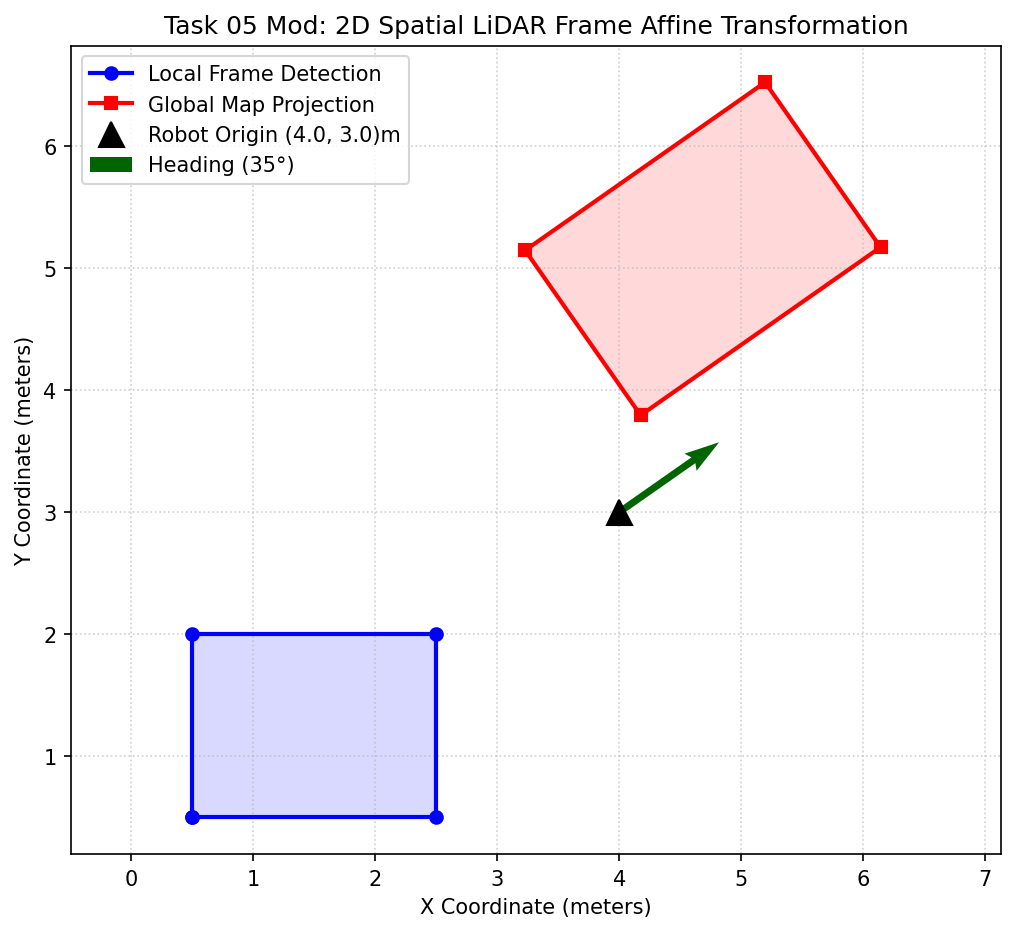 Task 05 Mod: 2D Spatial LiDAR Frame Affine Transformation
Local Frame Detection
Global Map Projection
Robot Origin (4.0, 3.0)m
Heading (35°)
Y Coordinate (meters)
6
5
4
3
2
1
0 1 2 3 4 5 6 7
X Coordinate (meters)